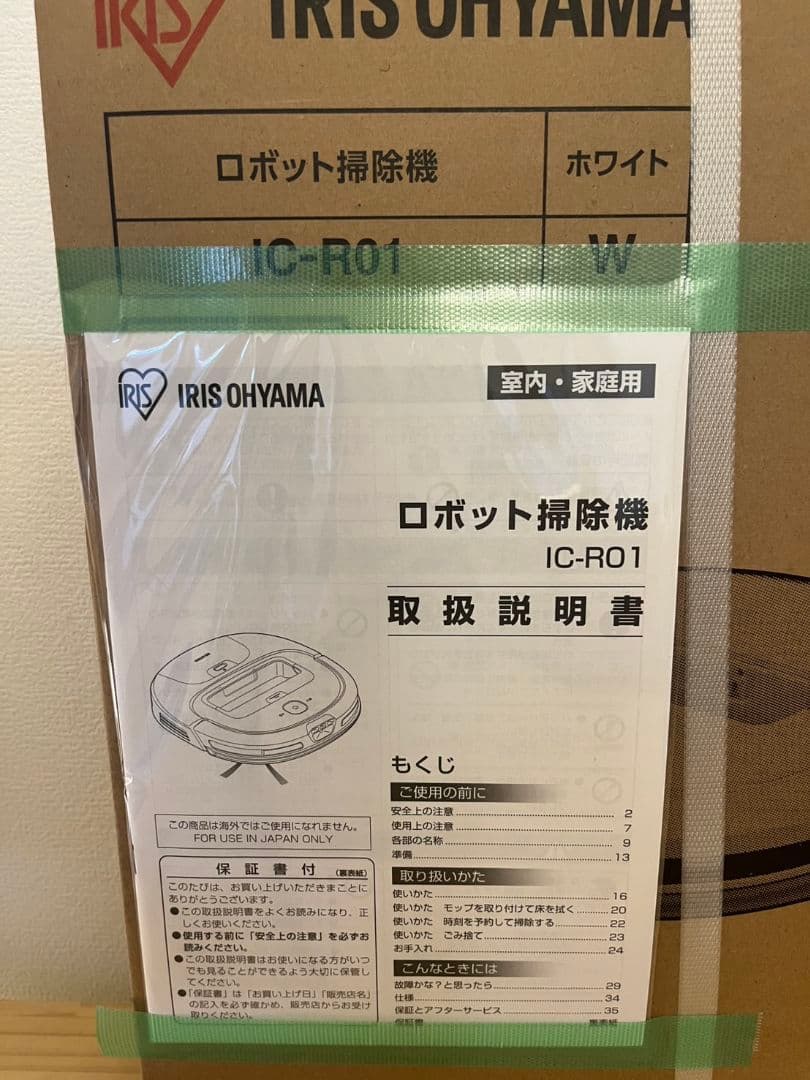 IRIS IRIS OHYAMA
ロボット掃除機 ホワイト
IC-R01 W
IRIS IRIS OHYAMA
室内・家庭用
ロボット掃除機
IC-R01
取扱説明書
もくじ
ご使用の前に
安全上の注意 2
使用上の注意 7
各部の名称 9
準備 13
取り扱いかた
使いかた 16
使いかた モップを取り付けて床を拭く 20
使いかた 時刻を予約して掃除する 22
使いかた ごみ捨て 23
お手入れ 24
こんなときには
故障かな?と思ったら 29
仕様 34
保証とアフターサービス 35
保証書 裏表紙
この商品は海外ではご使用になれません。
FOR USE IN JAPAN ONLY
保証書付(裏表紙)
このたびは、お買い上げいただきまことに
ありがとうございます。
●この取扱説明書をよくお読みになり、正
しくお使いください。
●使用する前に「安全上の注意」を必ずお
読みください。
●この取扱説明書はお使いになる方がいつ
でも見ることができるよう大切に保管し
てください。
●「保証書」は「お買い上げ日」「販売店名」
の記入を必ず確かめ、販売店からお受け
取りください。